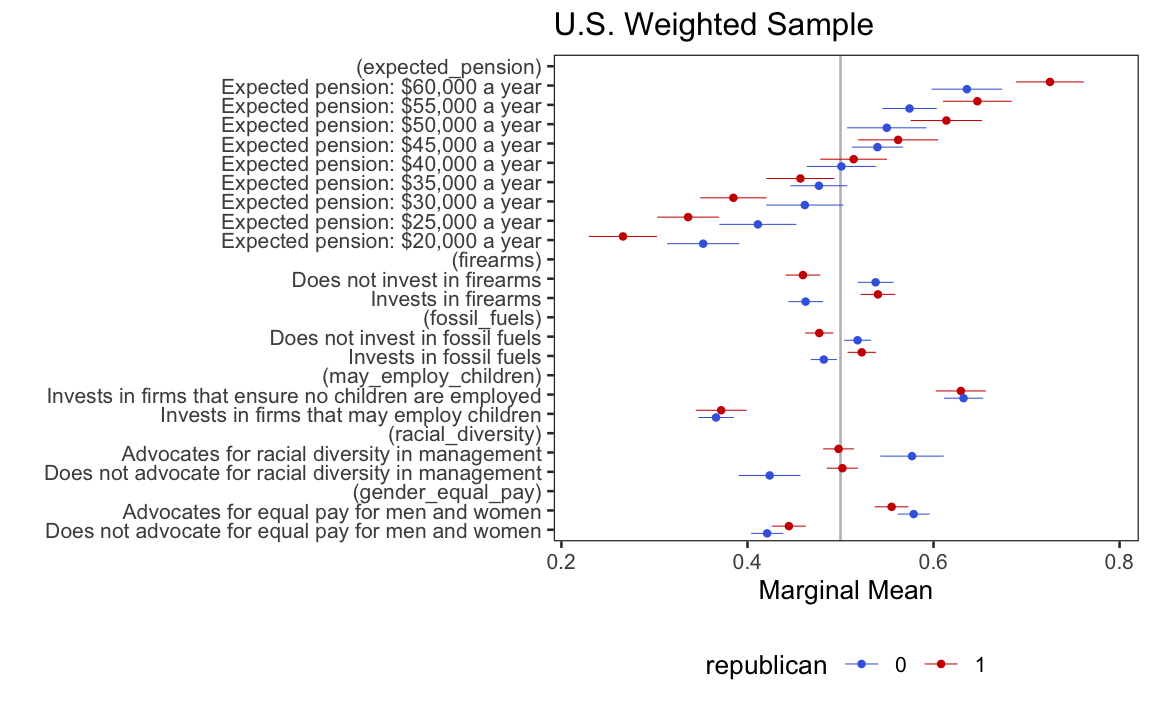 U.S. Weighted Sample
(expected_pension)
Expected pension: $60,000 a year
Expected pension: $55,000 a year
Expected pension: $50,000 a year
Expected pension: $45,000 a year
Expected pension: $40,000 a year
Expected pension: $35,000 a year
Expected pension: $30,000 a year
Expected pension: $25,000 a year
Expected pension: $20,000 a year
(firearms)
Does not invest in firearms
Invests in firearms
(fossil_fuels)
Does not invest in fossil fuels
Invests in fossil fuels
(may_employ_children)
Invests in firms that ensure no children are employed
Invests in firms that may employ children
(racial_diversity)
Advocates for racial diversity in management
Does not advocate for racial diversity in management
(gender_equal_pay)
Advocates for equal pay for men and women
Does not advocate for equal pay for men and women
0.2 0.4 0.6 0.8
Marginal Mean
republican 0 1